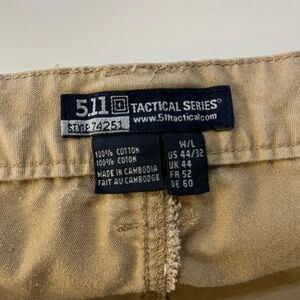 5.11 TACTICAL SERIES®
STYLE 74251 www.511tactical.com
100% COTTON
100% COTON
MADE IN CAMBODIA
FAIT AU CAMBODGE
W/L
US 44/32
UK 44
FR 52
DE 60